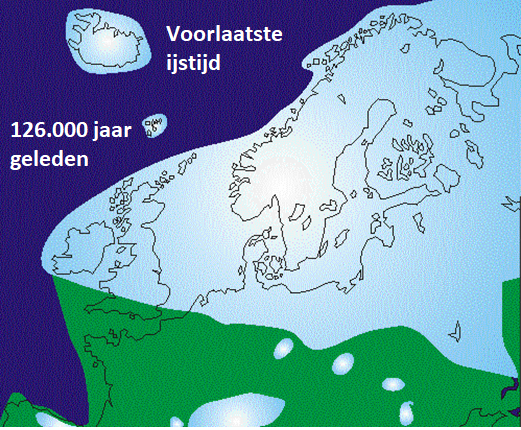 Voorlaatste
ijstijd
126.000 jaar
geleden